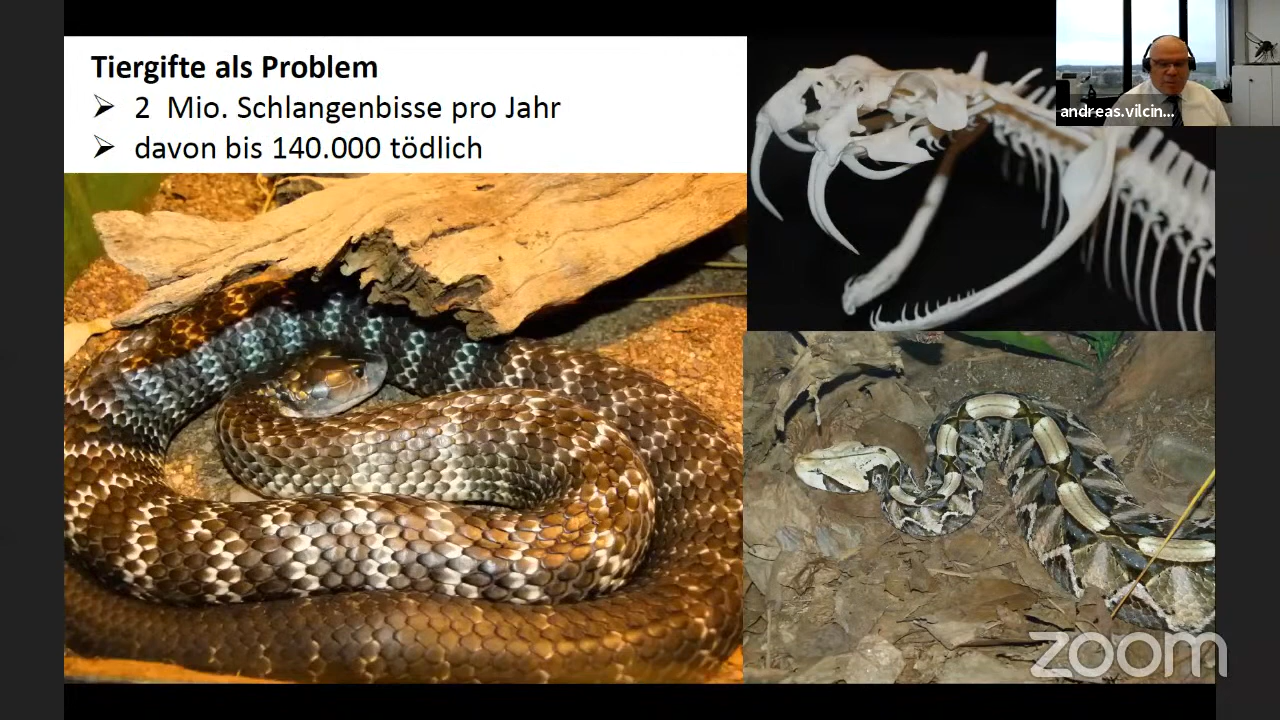 Tiergifte als Problem
➢ 2 Mio. Schlangenbisse pro Jahr
➢ davon bis 140.000 tödlich
andreas.vilcin...
zoom